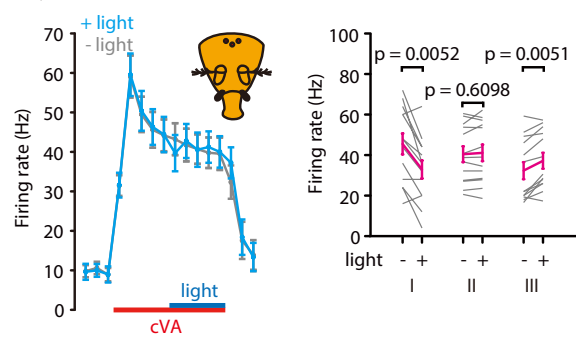 + light
- light
Firing rate (Hz)
70
60
50
40
30
20
10
0
light
cVA
Firing rate (Hz)
100
80
60
40
20
0
p = 0.0052
p = 0.6098
p = 0.0051
light - + - + - +
I II III